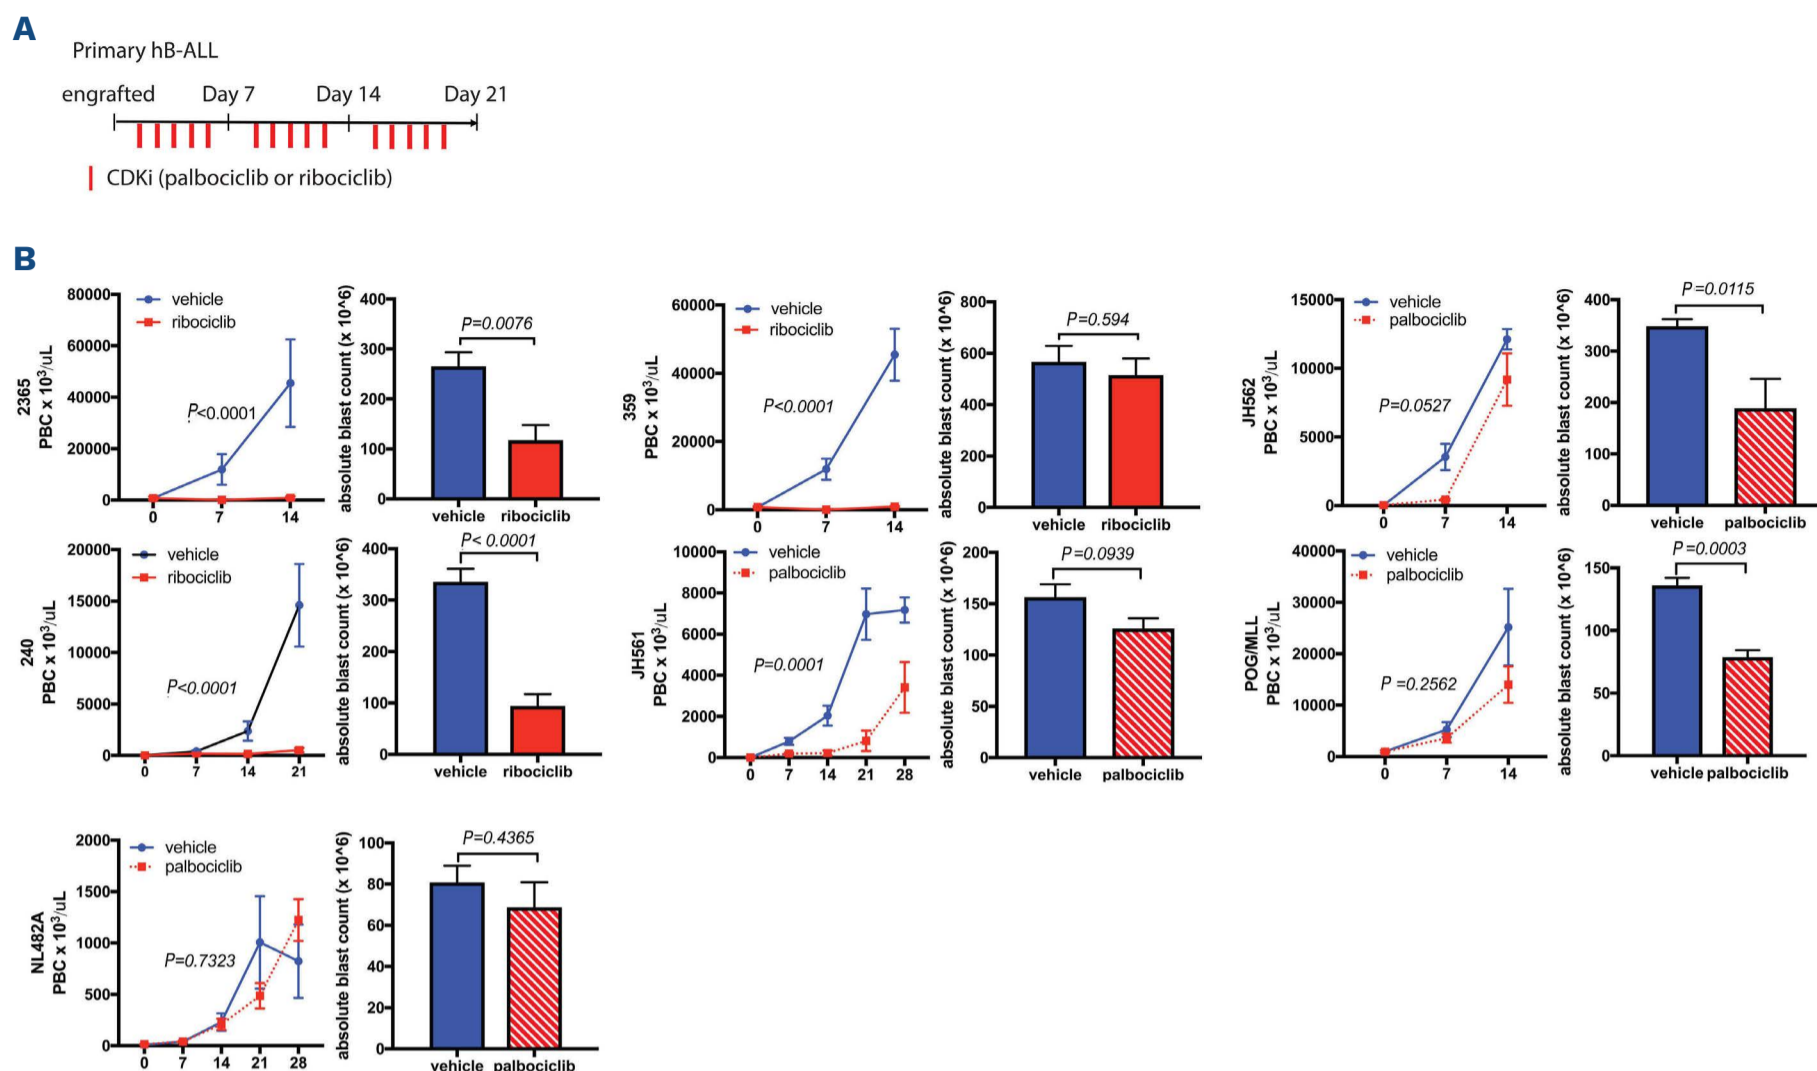 A
Primary hB-ALL
engrafted Day 7 Day 14 Day 21
CDKi (palbociclib or ribociclib)
B
2365
PBC x 10³/uL
80000
60000
40000
20000
0
vehicle
ribociclib
P<0.0001
0 7 14
absolute blast count (x 10^6)
400
300
200
100
0
P=0.0076
vehicle ribociclib
359
PBC x 10³/uL
60000
40000
20000
0
vehicle
ribociclib
P<0.0001
0 7 14
absolute blast count (x 10^6)
800
600
400
200
0
P=0.594
vehicle ribociclib
JH562
PBC x 10³/uL
15000
10000
5000
0
vehicle
palbociclib
P=0.0527
0 7 14
absolute blast count (x 10^6)
400
300
200
100
0
P=0.0115
vehicle palbociclib
240
PBC x 10³/uL
20000
15000
10000
5000
0
vehicle
ribociclib
P<0.0001
0 7 14 21
absolute blast count (x 10^6)
400
300
200
100
0
P< 0.0001
vehicle ribociclib
JH561
PBC x 10³/uL
10000
8000
6000
4000
2000
0
vehicle
palbociclib
P=0.0001
0 7 14 21 28
absolute blast count (x 10^6)
200
150
100
50
0
P=0.0939
vehicle palbociclib
POG/MLL
PBC x 10³/uL
40000
30000
20000
10000
0
vehicle
palbociclib
P =0.2562
0 7 14
absolute blast count (x 10^6)
150
100
50
0
P=0.0003
vehicle palbociclib
NL482A
PBC x 10³/uL
2000
1500
1000
500
0
vehicle
palbociclib
P=0.7323
0 7 14 21 28
absolute blast count (x 10^6)
100
80
60
40
20
0
P=0.4365
vehicle palbociclib